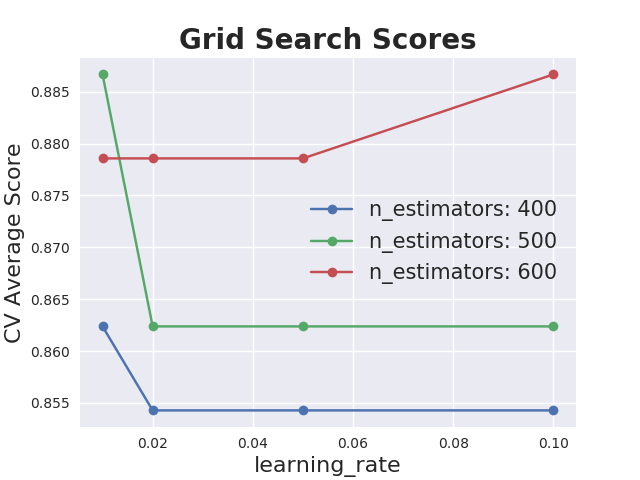 Grid Search Scores
CV Average Score
0.885
0.880
0.875
0.870
0.865
0.860
0.855
n_estimators: 400
n_estimators: 500
n_estimators: 600
0.02 0.04 0.06 0.08 0.10
learning_rate